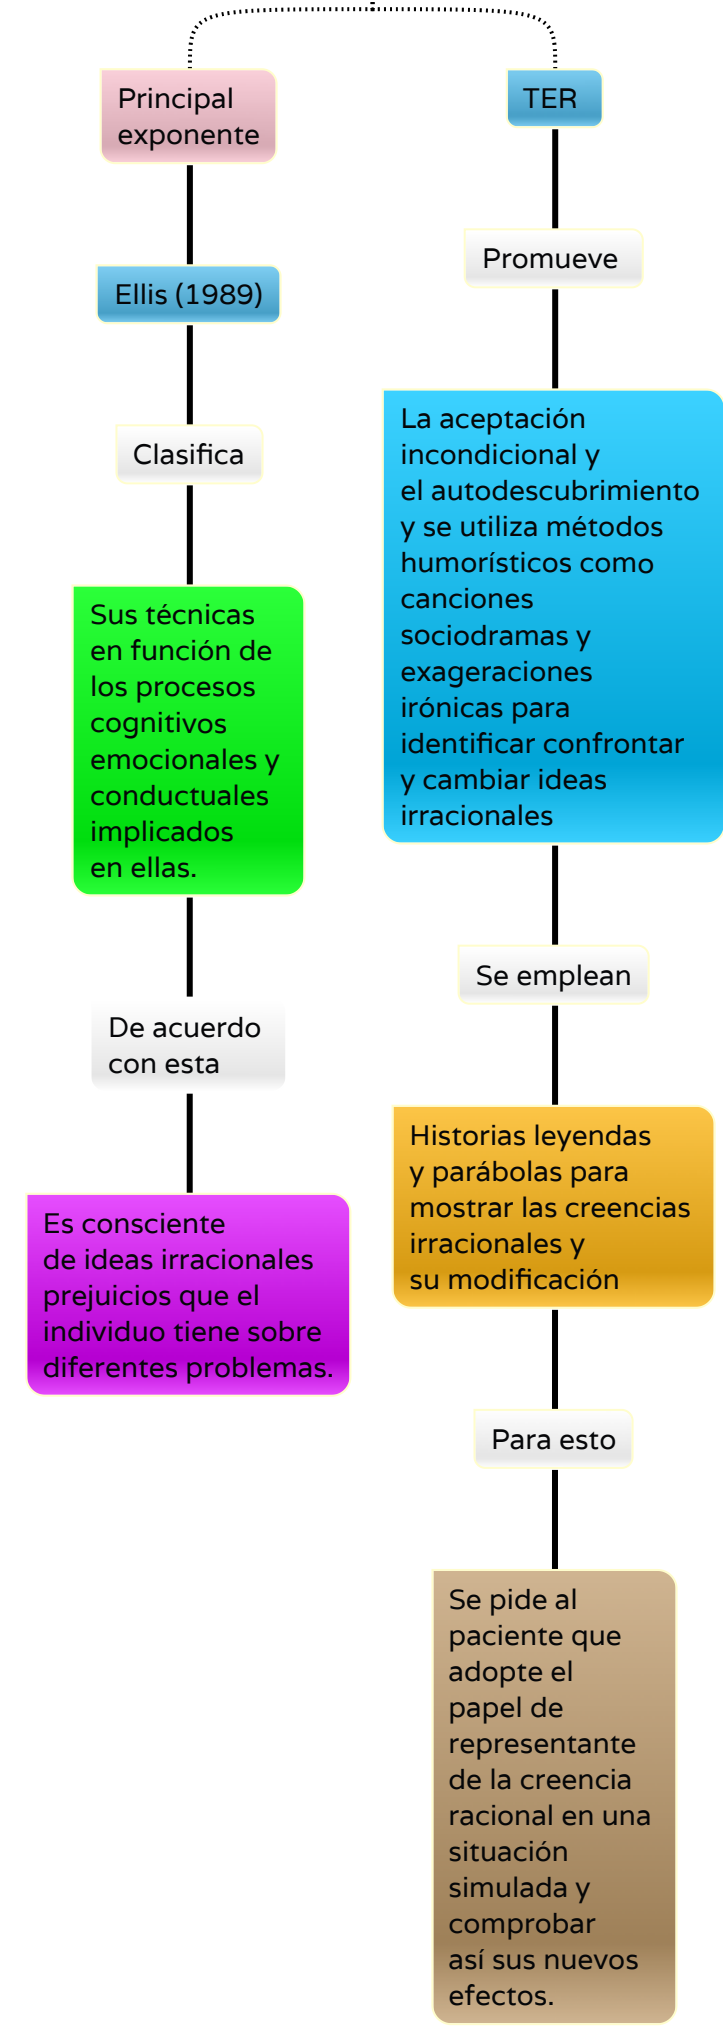 Principal
exponente
Ellis (1989)
Clasifica
Sus técnicas
en función de
los procesos
cognitivos
emocionales y
conductuales
implicados
en ellas.
De acuerdo
con esta
Es consciente
de ideas irracionales
prejuicios que el
individuo tiene sobre
diferentes problemas.
TER
Promueve
La aceptación
incondicional y
el autodescubrimiento
y se utiliza métodos
humorísticos como
canciones
sociodramas y
exageraciones
irónicas para
identificar confrontar
y cambiar ideas
irracionales
Se emplean
Historias leyendas
y parábolas para
mostrar las creencias
irracionales y
su modificación
Para esto
Se pide al
paciente que
adopte el
papel de
representante
de la creencia
racional en una
situación
simulada y
comprobar
así sus nuevos
efectos.